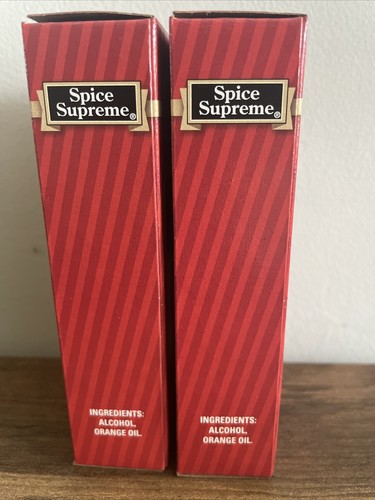 Spice
Supreme®
INGREDIENTS:
ALCOHOL,
ORANGE OIL.
Spice
Supreme®
INGREDIENTS:
ALCOHOL,
ORANGE OIL.